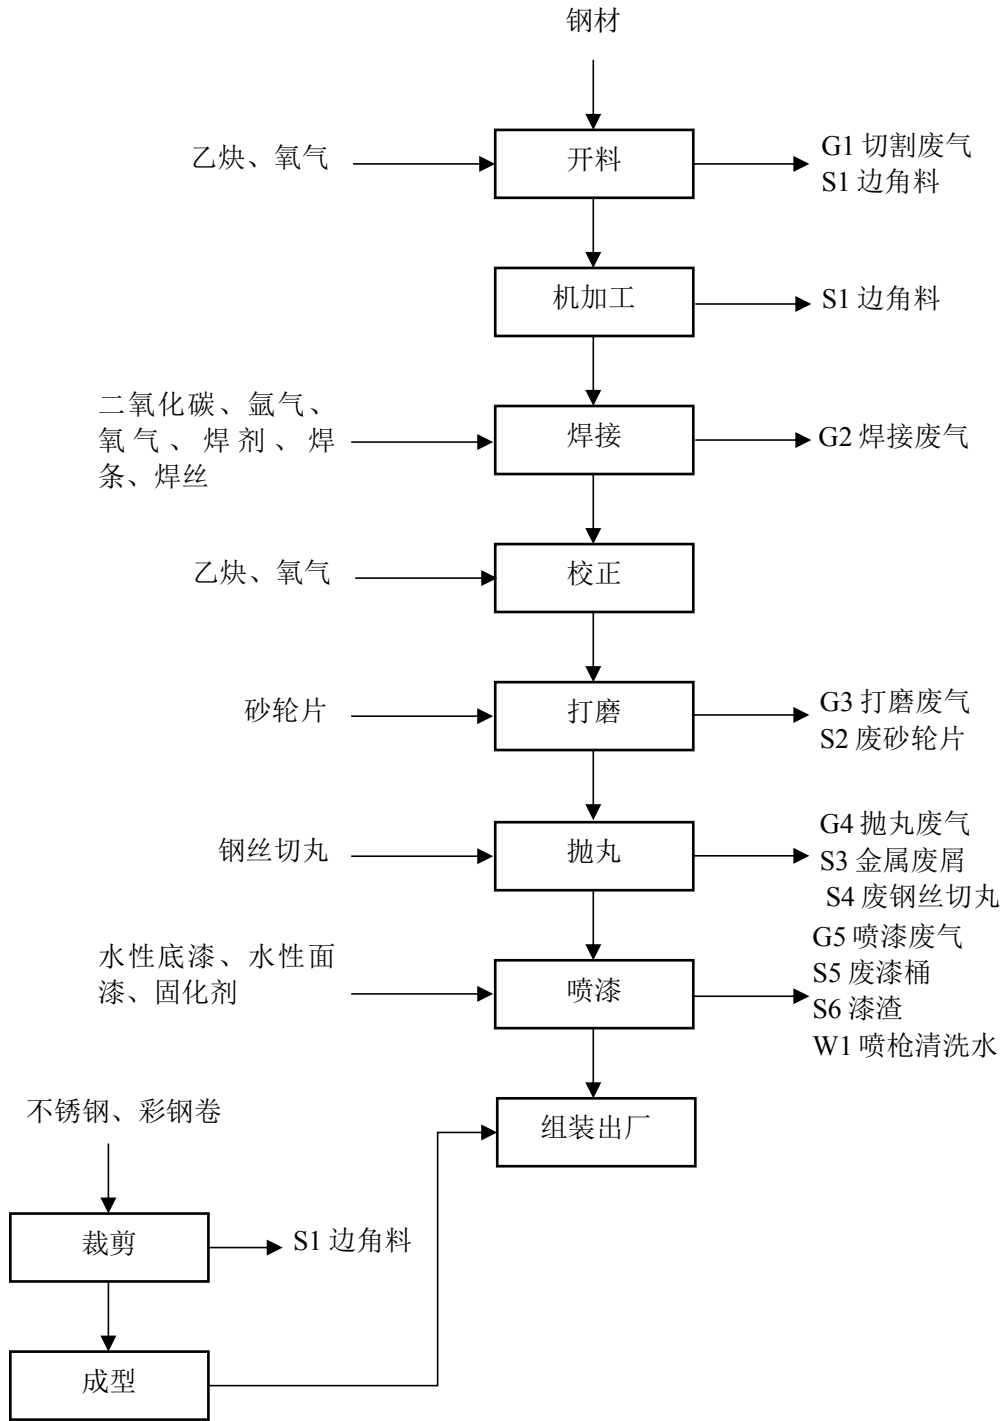 钢材
乙炔、氧气
开料
G1 切割废气
S1 边角料
机加工
S1 边角料
二氧化碳、氩气、
氧气、焊剂、焊
条、焊丝
焊接
G2 焊接废气
乙炔、氧气
校正
砂轮片
打磨
G3 打磨废气
S2 废砂轮片
钢丝切丸
抛丸
G4 抛丸废气
S3 金属废屑
S4 废钢丝切丸
水性底漆、水性面
漆、固化剂
喷漆
G5 喷漆废气
S5 废漆桶
S6 漆渣
W1 喷枪清洗水
不锈钢、彩钢卷
组装出厂
裁剪
S1 边角料
成型